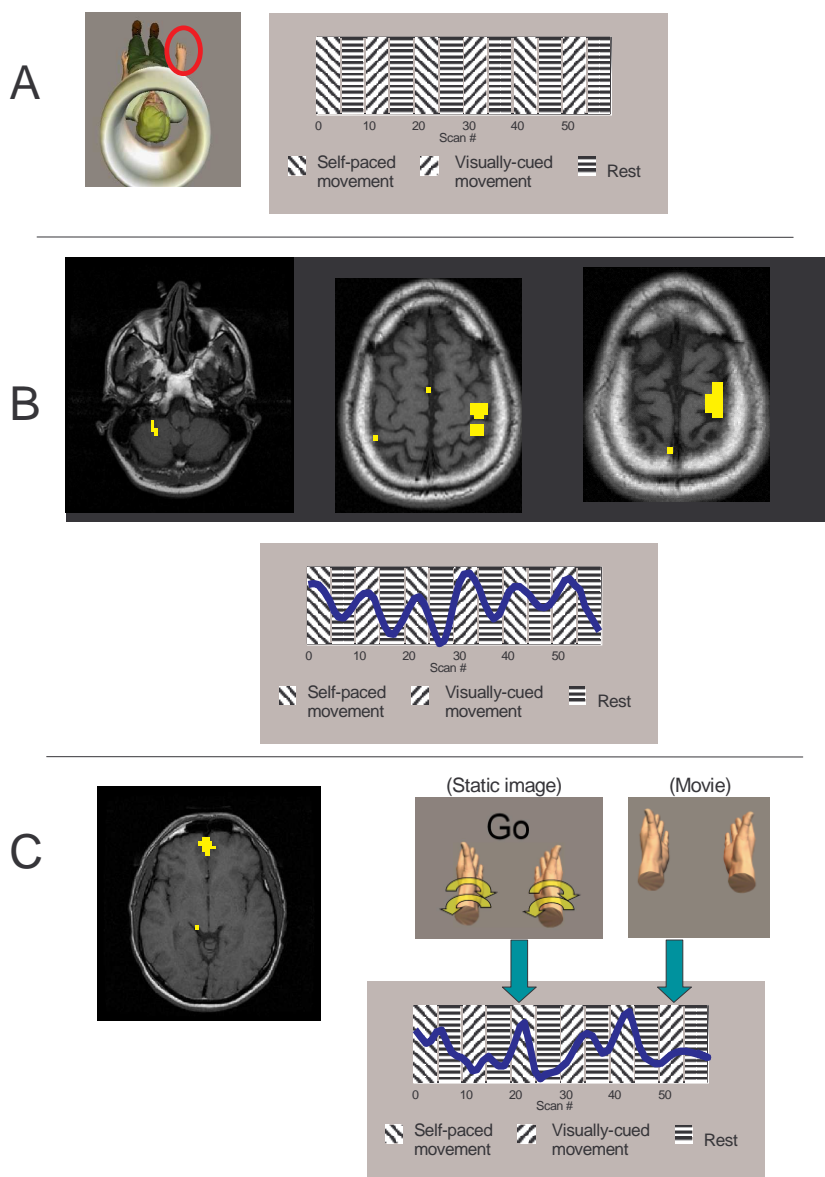 A
0 10 20 30 40 50
Scan #
Self-paced movement
Visually-cued movement
Rest
B
0 10 20 30 40 50
Scan #
Self-paced movement
Visually-cued movement
Rest
C
(Static image)
(Movie)
Go
0 10 20 30 40 50
Scan #
Self-paced movement
Visually-cued movement
Rest